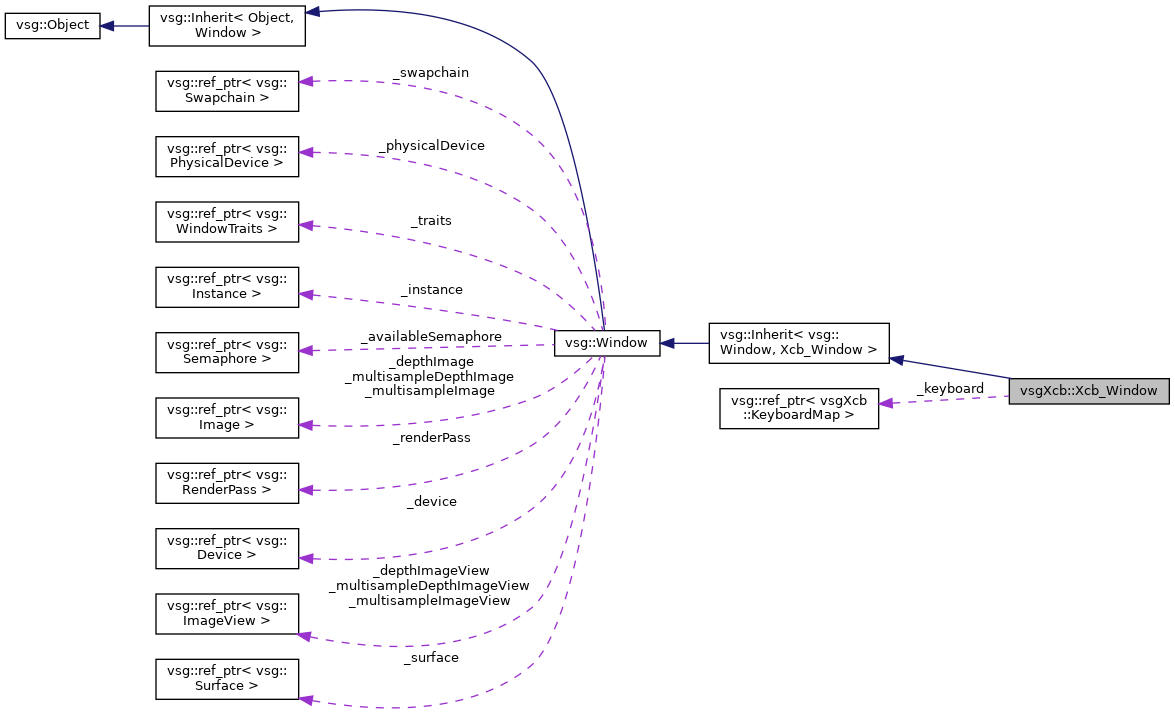 vsg::Object
vsg::Inherit< Object,
Window >
_swapchain
vsg::ref_ptr< vsg::
Swapchain >
_physicalDevice
vsg::ref_ptr< vsg::
PhysicalDevice >
_traits
vsg::ref_ptr< vsg::
WindowTraits >
_instance
vsg::ref_ptr< vsg::
Instance >
_availableSemaphore
vsg::ref_ptr< vsg::
Semaphore >
_depthImage
_multisampleDepthImage
_multisampleImage
vsg::ref_ptr< vsg::
Image >
_renderPass
vsg::ref_ptr< vsg::
RenderPass >
_device
vsg::ref_ptr< vsg::
Device >
_depthImageView
_multisampleDepthImageView
_multisampleImageView
vsg::ref_ptr< vsg::
ImageView >
_surface
vsg::ref_ptr< vsg::
Surface >
vsg::Window
vsg::Inherit< vsg::
Window, Xcb_Window >
vsg::ref_ptr< vsgXcb
::KeyboardMap >
_keyboard
vsgXcb::Xcb_Window